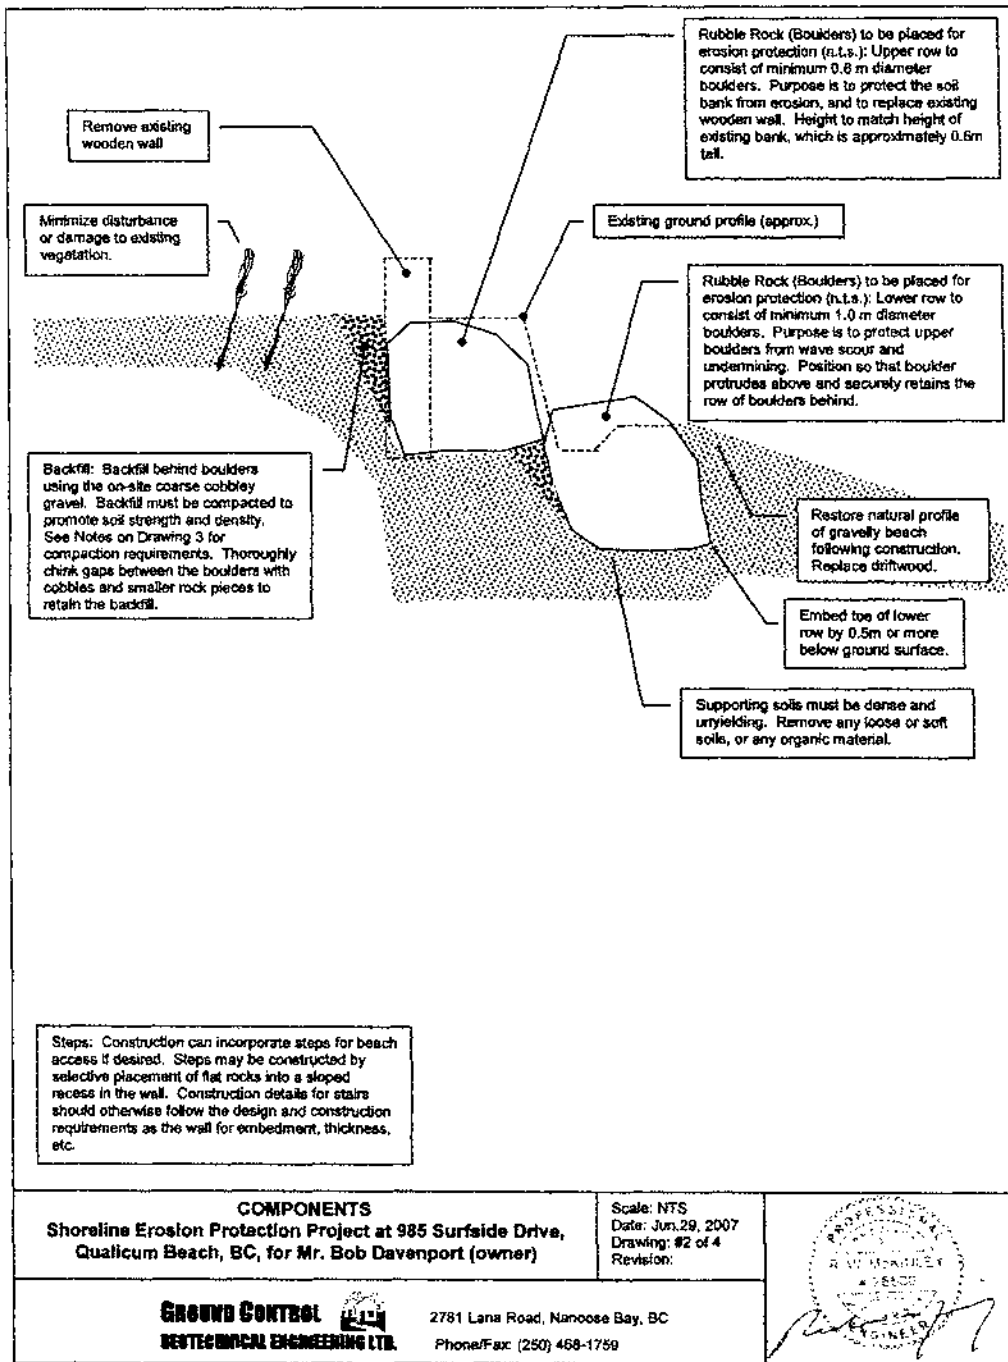 Rubble Rock (Boulders) to be placed for
erosion protection (n.t.s.): Upper row to
consist of minimum 0.6 m diameter
boulders. Purpose is to protect the soil
bank from erosion, and to replace existing
wooden wall. Height to match height of
existing bank, which is approximately 0.6m
tall.
Remove existing
wooden wall
Minimize disturbance
or damage to existing
vegatation.
Existing ground profile (approx.)
Rubble Rock (Boulders) to be placed for
erosion protection (n.t.s.): Lower row to
consist of minimum 1.0 m diameter
boulders. Purpose is to protect upper
boulders from wave scour and
undermining. Position so that boulder
protrudes above and securely retains the
row of boulders behind.
Backfill: Backfill behind boulders
using the on-site coarse cobbley
gravel. Backfill must be compacted to
promote soil strength and density.
See Notes on Drawing 3 for
compaction requirements. Thoroughly
chink gaps between the boulders with
cobbles and smaller rock pieces to
retain the backfill.
Restore natural profile
of gravelly beach
following construction.
Replace driftwood.
Embed toe of lower
row by 0.5m or more
below ground surface.
Supporting soils must be dense and
unyielding. Remove any loose or soft
soils, or any organic material.
Steps: Construction can incorporate steps for beach
access if desired. Steps may be constructed by
selective placement of flat rocks into a sloped
recess in the wall. Construction details for stairs
should otherwise follow the design and construction
requirements as the wall for embedment, thickness,
etc.
COMPONENTS
Shoreline Erosion Protection Project at 985 Surfside Drive,
Qualicum Beach, BC, for Mr. Bob Davenport (owner)
Scale: NTS
Date: Jun.29, 2007
Drawing: #2 of 4
Revision:
GROUND CONTROL
GEOTECHNICAL ENGINEERING LTD.
2781 Lana Road, Nanoose Bay, BC
Phone/Fax: (250) 468-1759
PROFESSIONAL
R. W. McKINLEY
ENGINEER